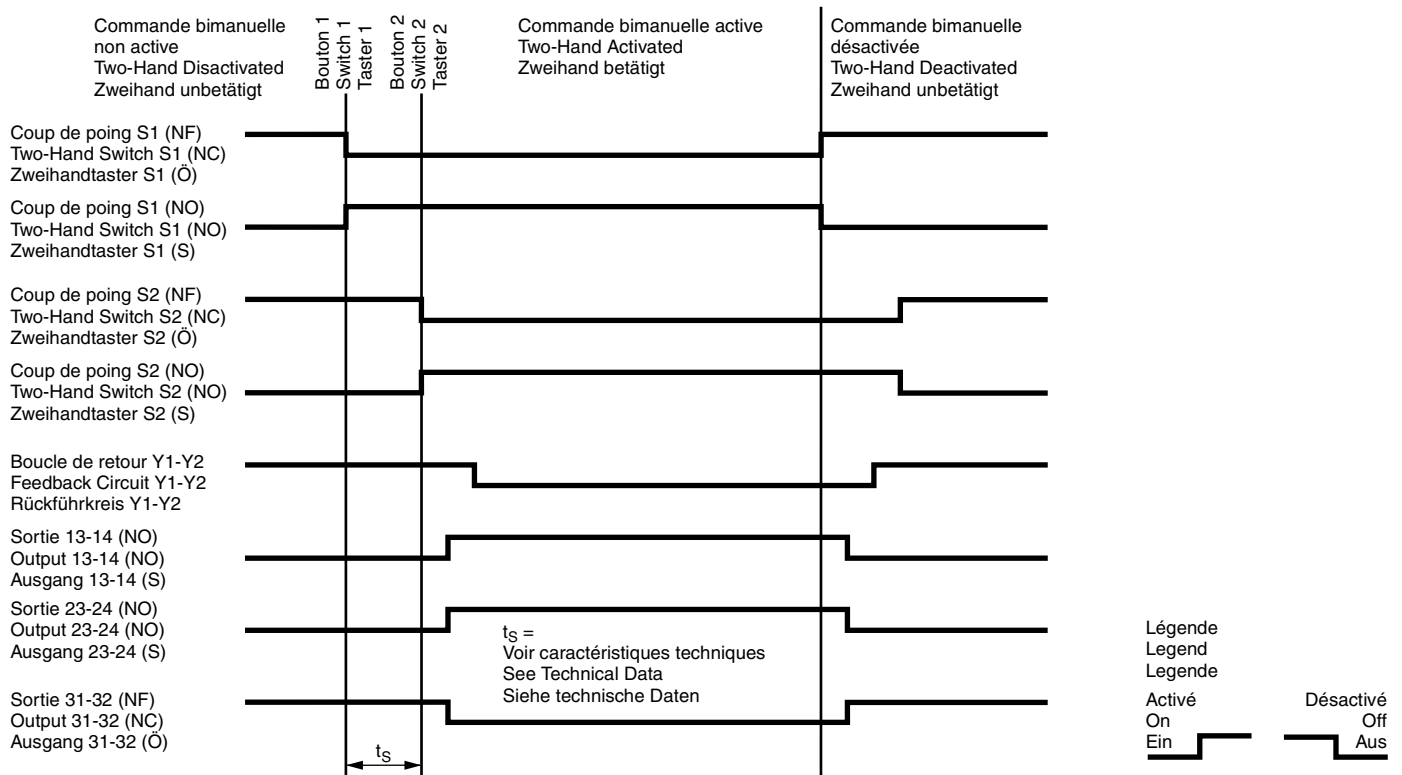 Commande bimanuelle
non active
Two-Hand Disactivated
Zweihand unbetätigt
Bouton 1
Switch 1
Taster 1
Bouton 2
Switch 2
Taster 2
Commande bimanuelle active
Two-Hand Activated
Zweihand betätigt
Commande bimanuelle
désactivée
Two-Hand Deactivated
Zweihand unbetätigt
Coup de poing S1 (NF)
Two-Hand Switch S1 (NC)
Zweihandtaster S1 (Ö)
Coup de poing S1 (NO)
Two-Hand Switch S1 (NO)
Zweihandtaster S1 (S)
Coup de poing S2 (NF)
Two-Hand Switch S2 (NC)
Zweihandtaster S2 (Ö)
Coup de poing S2 (NO)
Two-Hand Switch S2 (NO)
Zweihandtaster S2 (S)
Boucle de retour Y1-Y2
Feedback Circuit Y1-Y2
Rückführkreis Y1-Y2
Sortie 13-14 (NO)
Output 13-14 (NO)
Ausgang 13-14 (S)
Sortie 23-24 (NO)
Output 23-24 (NO)
Ausgang 23-24 (S)
Sortie 31-32 (NF)
Output 31-32 (NC)
Ausgang 31-32 (Ö)
tS
tS =
Voir caractéristiques techniques
See Technical Data
Siehe technische Daten
Légende
Legend
Legende
Activé
On
Ein
Désactivé
Off
Aus